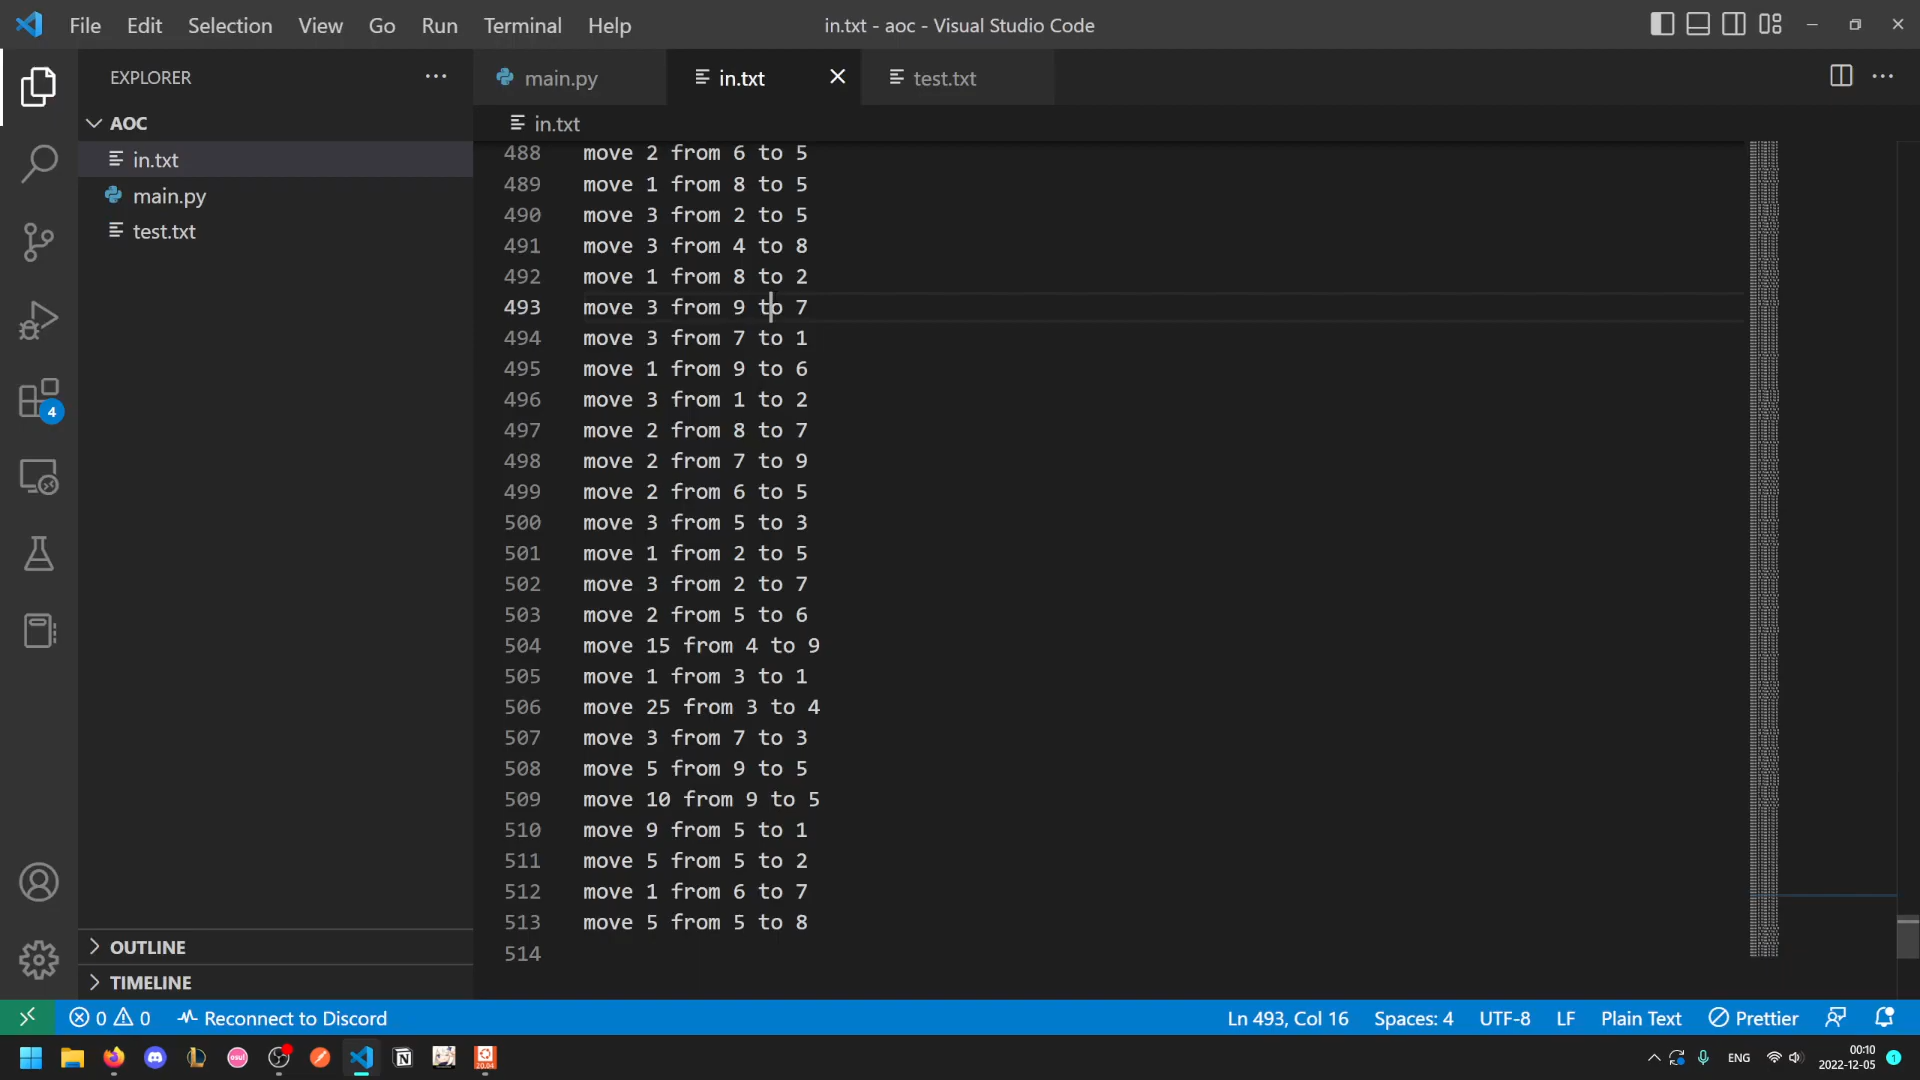 File Edit Selection View Go Run Terminal Help
in.txt - aoc - Visual Studio Code
EXPLORER
AOC
in.txt
main.py
test.txt
OUTLINE
TIMELINE
4
main.py
in.txt
test.txt
in.txt
488 move 2 from 6 to 5
489 move 1 from 8 to 5
490 move 3 from 2 to 5
491 move 3 from 4 to 8
492 move 1 from 8 to 2
493 move 3 from 9 to 7
494 move 3 from 7 to 1
495 move 1 from 9 to 6
496 move 3 from 1 to 2
497 move 2 from 8 to 7
498 move 2 from 7 to 9
499 move 2 from 6 to 5
500 move 3 from 5 to 3
501 move 1 from 2 to 5
502 move 3 from 2 to 7
503 move 2 from 5 to 6
504 move 15 from 4 to 9
505 move 1 from 3 to 1
506 move 25 from 3 to 4
507 move 3 from 7 to 3
508 move 5 from 9 to 5
509 move 10 from 9 to 5
510 move 9 from 5 to 1
511 move 5 from 5 to 2
512 move 1 from 6 to 7
513 move 5 from 5 to 8
514
0 0 Reconnect to Discord
Ln 493, Col 16 Spaces: 4 UTF-8 LF Plain Text Prettier
osu!
20.04
ENG
00:10
2022-12-05
1